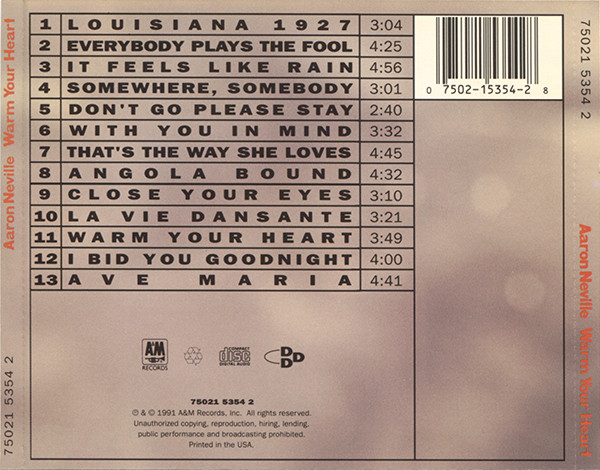 Aaron Neville Warm Your Heart
75021 5354 2
1 LOUISIANA 1927 3:04
2 EVERYBODY PLAYS THE FOOL 4:25
3 IT FEELS LIKE RAIN 4:56
4 SOMEWHERE, SOMEBODY 3:01
5 DON'T GO PLEASE STAY 2:40
6 WITH YOU IN MIND 3:32
7 THAT'S THE WAY SHE LOVES 4:45
8 ANGOLA BOUND 4:32
9 CLOSE YOUR EYES 3:10
10 LA VIE DANSANTE 3:21
11 WARM YOUR HEART 3:49
12 I BID YOU GOODNIGHT 4:00
13 AVE MARIA 4:41
0 7502-15354-2 8
A&M
RECORDS
COMPACT
disc
DIGITAL AUDIO
DDD
75021 5354 2
℗ & © 1991 A&M Records, Inc. All rights reserved.
Unauthorized copying, reproduction, hiring, lending,
public performance and broadcasting prohibited.
Printed in the USA.
75021 5354 2
Aaron Neville Warm Your Heart